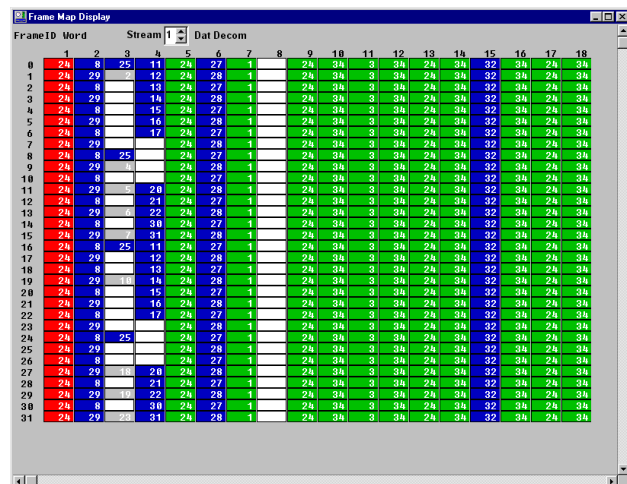 Frame Map Display
FrameID Word Stream 1 Dat Decom
1 2 3 4 5 6 7 8 9 10 11 12 13 14 15 16 17 18
0 24 8 25 11 24 27 1 24 34 3 34 24 34 32 34 24 34
1 24 29 2 12 24 28 1 24 34 3 34 24 34 32 34 24 34
2 24 8 13 24 27 1 24 34 3 34 24 34 32 34 24 34
3 24 29 14 24 28 1 24 34 3 34 24 34 32 34 24 34
4 24 8 15 24 27 1 24 34 3 34 24 34 32 34 24 34
5 24 29 16 24 28 1 24 34 3 34 24 34 32 34 24 34
6 24 8 17 24 27 1 24 34 3 34 24 34 32 34 24 34
7 24 29 24 28 1 24 34 3 34 24 34 32 34 24 34
8 24 8 25 24 27 1 24 34 3 34 24 34 32 34 24 34
9 24 29 4 24 28 1 24 34 3 34 24 34 32 34 24 34
10 24 8 24 27 1 24 34 3 34 24 34 32 34 24 34
11 24 29 5 20 24 28 1 24 34 3 34 24 34 32 34 24 34
12 24 8 21 24 27 1 24 34 3 34 24 34 32 34 24 34
13 24 29 6 22 24 28 1 24 34 3 34 24 34 32 34 24 34
14 24 8 30 24 27 1 24 34 3 34 24 34 32 34 24 34
15 24 29 7 31 24 28 1 24 34 3 34 24 34 32 34 24 34
16 24 8 25 11 24 27 1 24 34 3 34 24 34 32 34 24 34
17 24 29 12 24 28 1 24 34 3 34 24 34 32 34 24 34
18 24 8 13 24 27 1 24 34 3 34 24 34 32 34 24 34
19 24 29 10 14 24 28 1 24 34 3 34 24 34 32 34 24 34
20 24 8 15 24 27 1 24 34 3 34 24 34 32 34 24 34
21 24 29 16 24 28 1 24 34 3 34 24 34 32 34 24 34
22 24 8 17 24 27 1 24 34 3 34 24 34 32 34 24 34
23 24 29 24 28 1 24 34 3 34 24 34 32 34 24 34
24 24 8 25 24 27 1 24 34 3 34 24 34 32 34 24 34
25 24 29 24 28 1 24 34 3 34 24 34 32 34 24 34
26 24 8 24 27 1 24 34 3 34 24 34 32 34 24 34
27 24 29 18 20 24 28 1 24 34 3 34 24 34 32 34 24 34
28 24 8 21 24 27 1 24 34 3 34 24 34 32 34 24 34
29 24 29 19 22 24 28 1 24 34 3 34 24 34 32 34 24 34
30 24 8 30 24 27 1 24 34 3 34 24 34 32 34 24 34
31 24 29 23 31 24 28 1 24 34 3 34 24 34 32 34 24 34